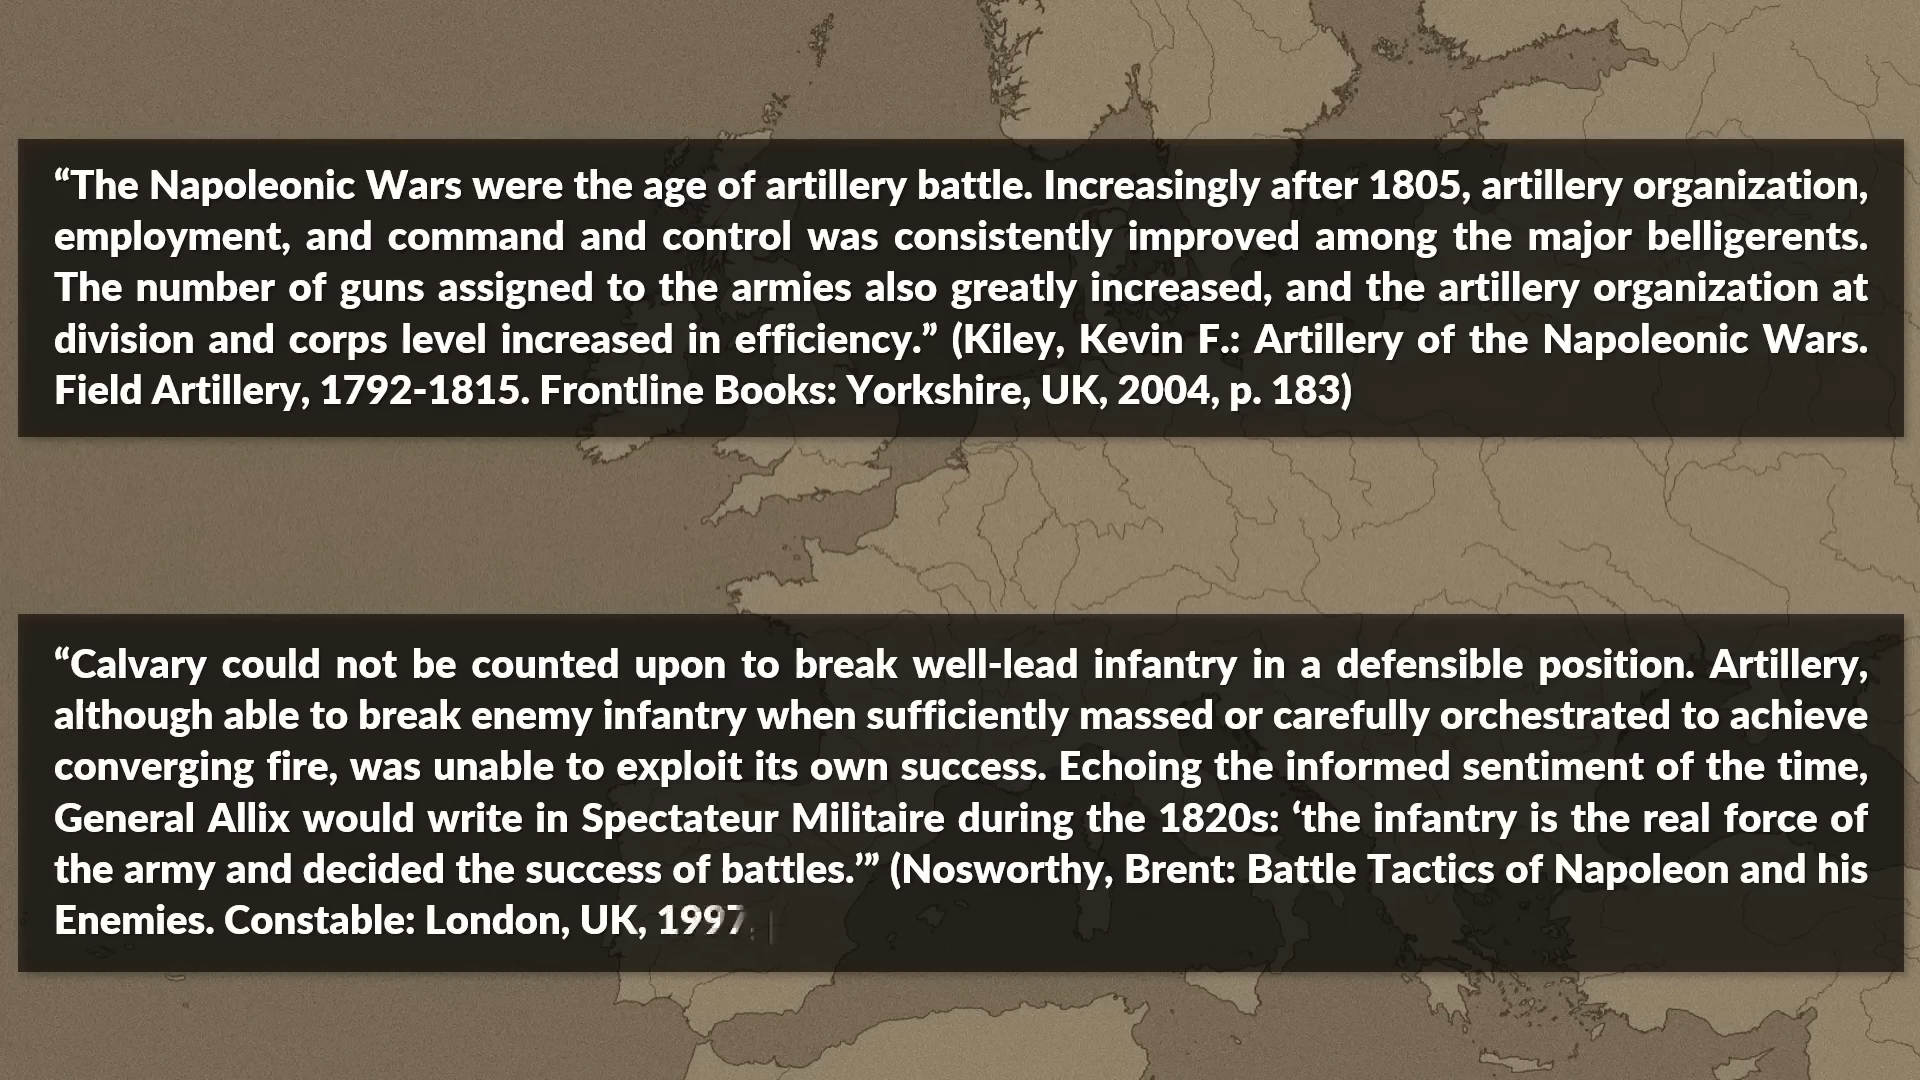 “The Napoleonic Wars were the age of artillery battle. Increasingly after 1805, artillery organization,
employment, and command and control was consistently improved among the major belligerents.
The number of guns assigned to the armies also greatly increased, and the artillery organization at
division and corps level increased in efficiency.” (Kiley, Kevin F.: Artillery of the Napoleonic Wars.
Field Artillery, 1792-1815. Frontline Books: Yorkshire, UK, 2004, p. 183)
“Calvary could not be counted upon to break well-lead infantry in a defensible position. Artillery,
although able to break enemy infantry when sufficiently massed or carefully orchestrated to achieve
converging fire, was unable to exploit its own success. Echoing the informed sentiment of the time,
General Allix would write in Spectateur Militaire during the 1820s: ‘the infantry is the real force of
the army and decided the success of battles.’” (Nosworthy, Brent: Battle Tactics of Napoleon and his
Enemies. Constable: London, UK, 1997